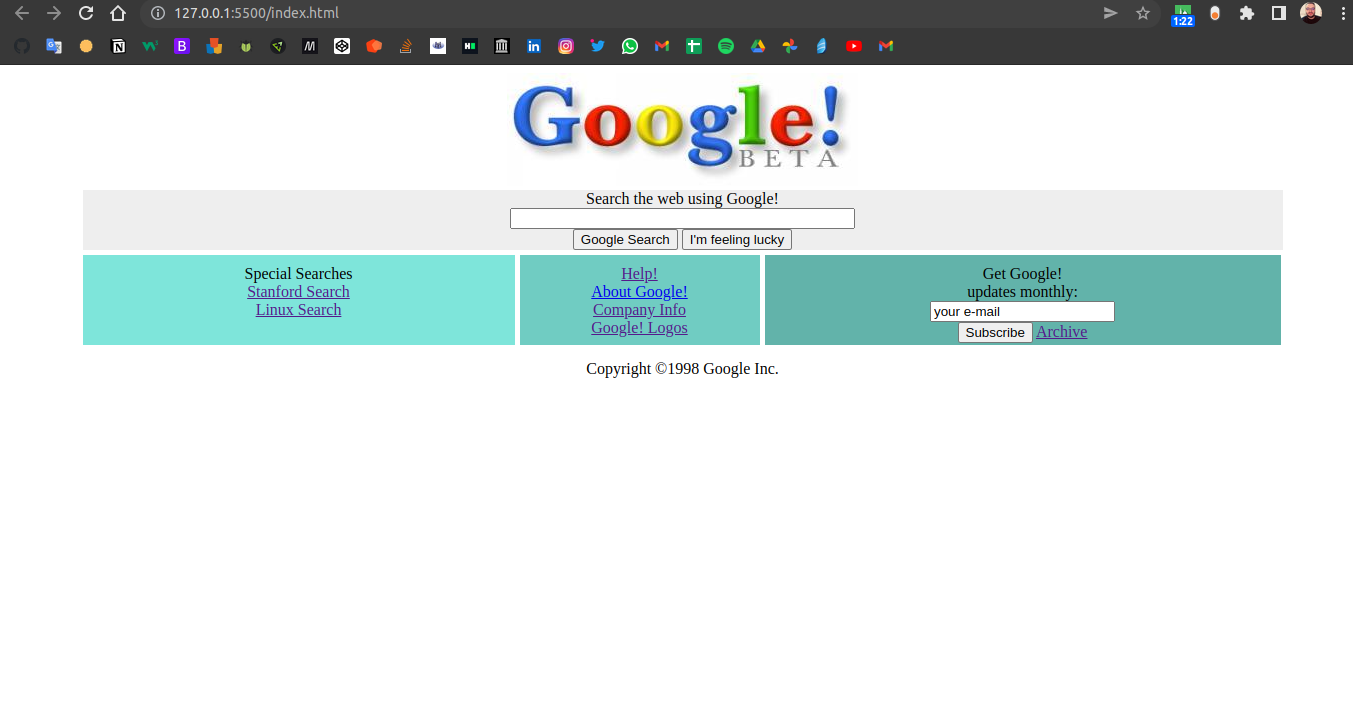 127.0.0.1:5500/index.html
1:22
Google!
BETA
Search the web using Google!
Google Search I'm feeling lucky
Special Searches
Stanford Search
Linux Search
Help!
About Google!
Company Info
Google! Logos
Get Google!
updates monthly:
your e-mail
Subscribe Archive
Copyright ©1998 Google Inc.